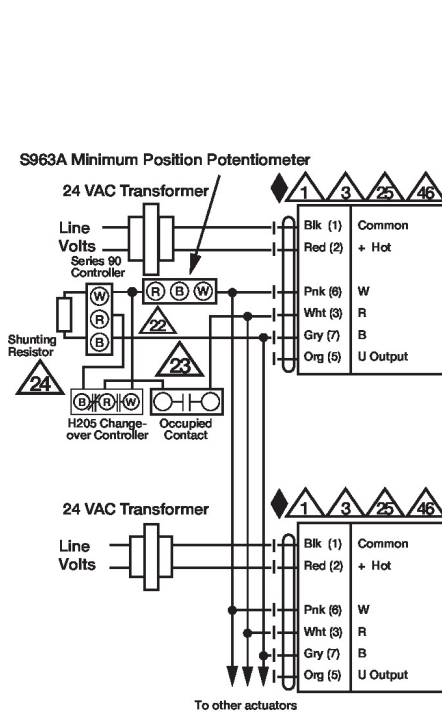 S963A Minimum Position Potentiometer
24 VAC Transformer
1 3 25 46
Line
Volts
Blk (1) Common
Red (2) + Hot
Series 90
Controller
W
R
B
R B W
Pnk (6) W
Wht (3) R
Gry (7) B
Org (5) U Output
22
Shunting
Resistor
23
24
B R W
H205 Change-
over Controller
Occupied
Contact
24 VAC Transformer
1 3 25 46
Line
Volts
Blk (1) Common
Red (2) + Hot
Pnk (6) W
Wht (3) R
Gry (7) B
Org (5) U Output
To other actuators